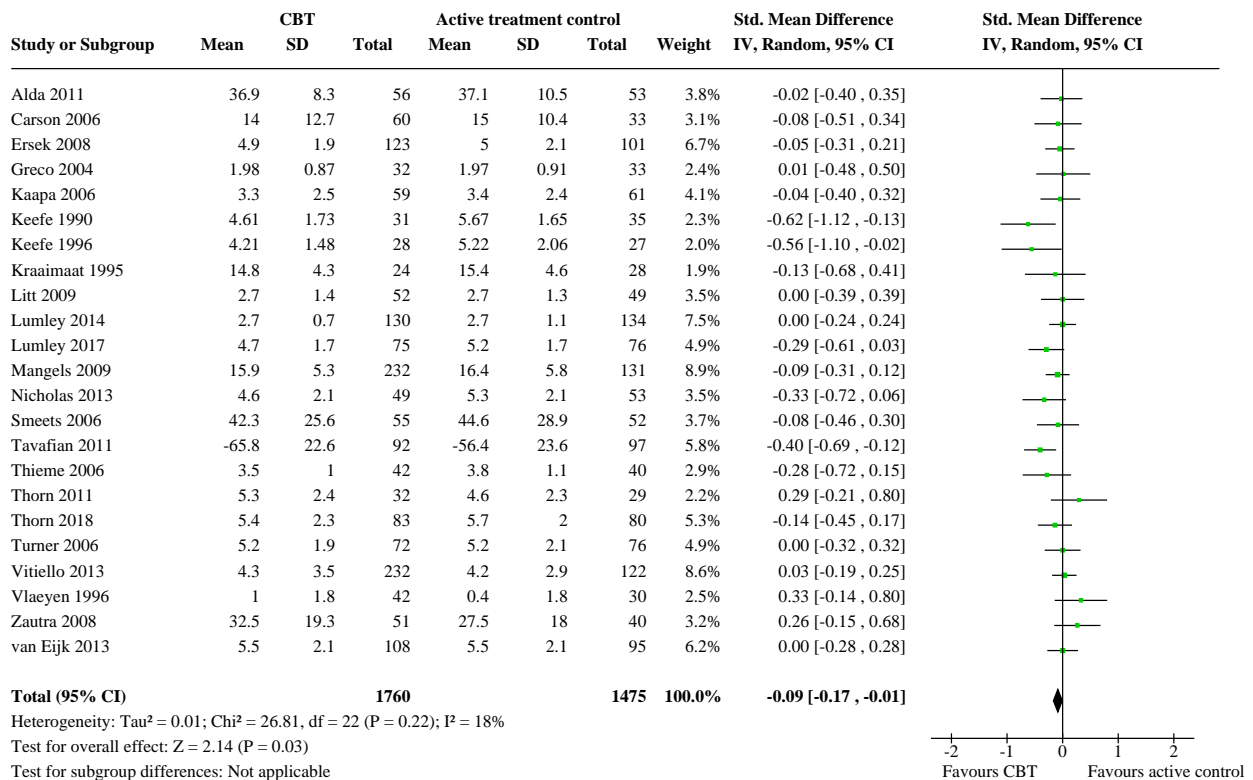 CBT Active treatment control Std. Mean Difference Std. Mean Difference
Study or Subgroup Mean SD Total Mean SD Total Weight IV, Random, 95% CI IV, Random, 95% CI
Alda 2011 36.9 8.3 56 37.1 10.5 53 3.8% -0.02 [-0.40 , 0.35]
Carson 2006 14 12.7 60 15 10.4 33 3.1% -0.08 [-0.51 , 0.34]
Ersek 2008 4.9 1.9 123 5 2.1 101 6.7% -0.05 [-0.31 , 0.21]
Greco 2004 1.98 0.87 32 1.97 0.91 33 2.4% 0.01 [-0.48 , 0.50]
Kaapa 2006 3.3 2.5 59 3.4 2.4 61 4.1% -0.04 [-0.40 , 0.32]
Keefe 1990 4.61 1.73 31 5.67 1.65 35 2.3% -0.62 [-1.12 , -0.13]
Keefe 1996 4.21 1.48 28 5.22 2.06 27 2.0% -0.56 [-1.10 , -0.02]
Kraaimaat 1995 14.8 4.3 24 15.4 4.6 28 1.9% -0.13 [-0.68 , 0.41]
Litt 2009 2.7 1.4 52 2.7 1.3 49 3.5% 0.00 [-0.39 , 0.39]
Lumley 2014 2.7 0.7 130 2.7 1.1 134 7.5% 0.00 [-0.24 , 0.24]
Lumley 2017 4.7 1.7 75 5.2 1.7 76 4.9% -0.29 [-0.61 , 0.03]
Mangels 2009 15.9 5.3 232 16.4 5.8 131 8.9% -0.09 [-0.31 , 0.12]
Nicholas 2013 4.6 2.1 49 5.3 2.1 53 3.5% -0.33 [-0.72 , 0.06]
Smeets 2006 42.3 25.6 55 44.6 28.9 52 3.7% -0.08 [-0.46 , 0.30]
Tavafian 2011 -65.8 22.6 92 -56.4 23.6 97 5.8% -0.40 [-0.69 , -0.12]
Thieme 2006 3.5 1 42 3.8 1.1 40 2.9% -0.28 [-0.72 , 0.15]
Thorn 2011 5.3 2.4 32 4.6 2.3 29 2.2% 0.29 [-0.21 , 0.80]
Thorn 2018 5.4 2.3 83 5.7 2 80 5.3% -0.14 [-0.45 , 0.17]
Turner 2006 5.2 1.9 72 5.2 2.1 76 4.9% 0.00 [-0.32 , 0.32]
Vitiello 2013 4.3 3.5 232 4.2 2.9 122 8.6% 0.03 [-0.19 , 0.25]
Vlaeyen 1996 1 1.8 42 0.4 1.8 30 2.5% 0.33 [-0.14 , 0.80]
Zautra 2008 32.5 19.3 51 27.5 18 40 3.2% 0.26 [-0.15 , 0.68]
van Eijk 2013 5.5 2.1 108 5.5 2.1 95 6.2% 0.00 [-0.28 , 0.28]
Total (95% CI) 1760 1475 100.0% -0.09 [-0.17 , -0.01]
Heterogeneity: Tau² = 0.01; Chi² = 26.81, df = 22 (P = 0.22); I² = 18%
Test for overall effect: Z = 2.14 (P = 0.03)
Test for subgroup differences: Not applicable
-2 -1 0 1 2
Favours CBT Favours active control